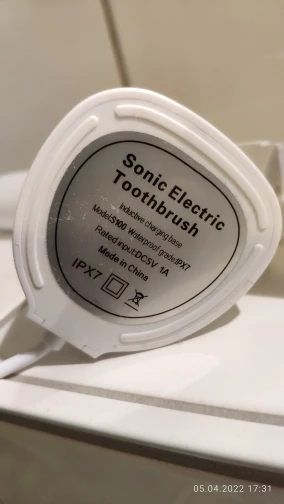 Sonic Electric
Toothbrush
Inductive charging base
Model:S100 Waterproof grade:IPX7
Rated input:DC5V 1A
Made in China
IPX7
05.04.2022 17:31